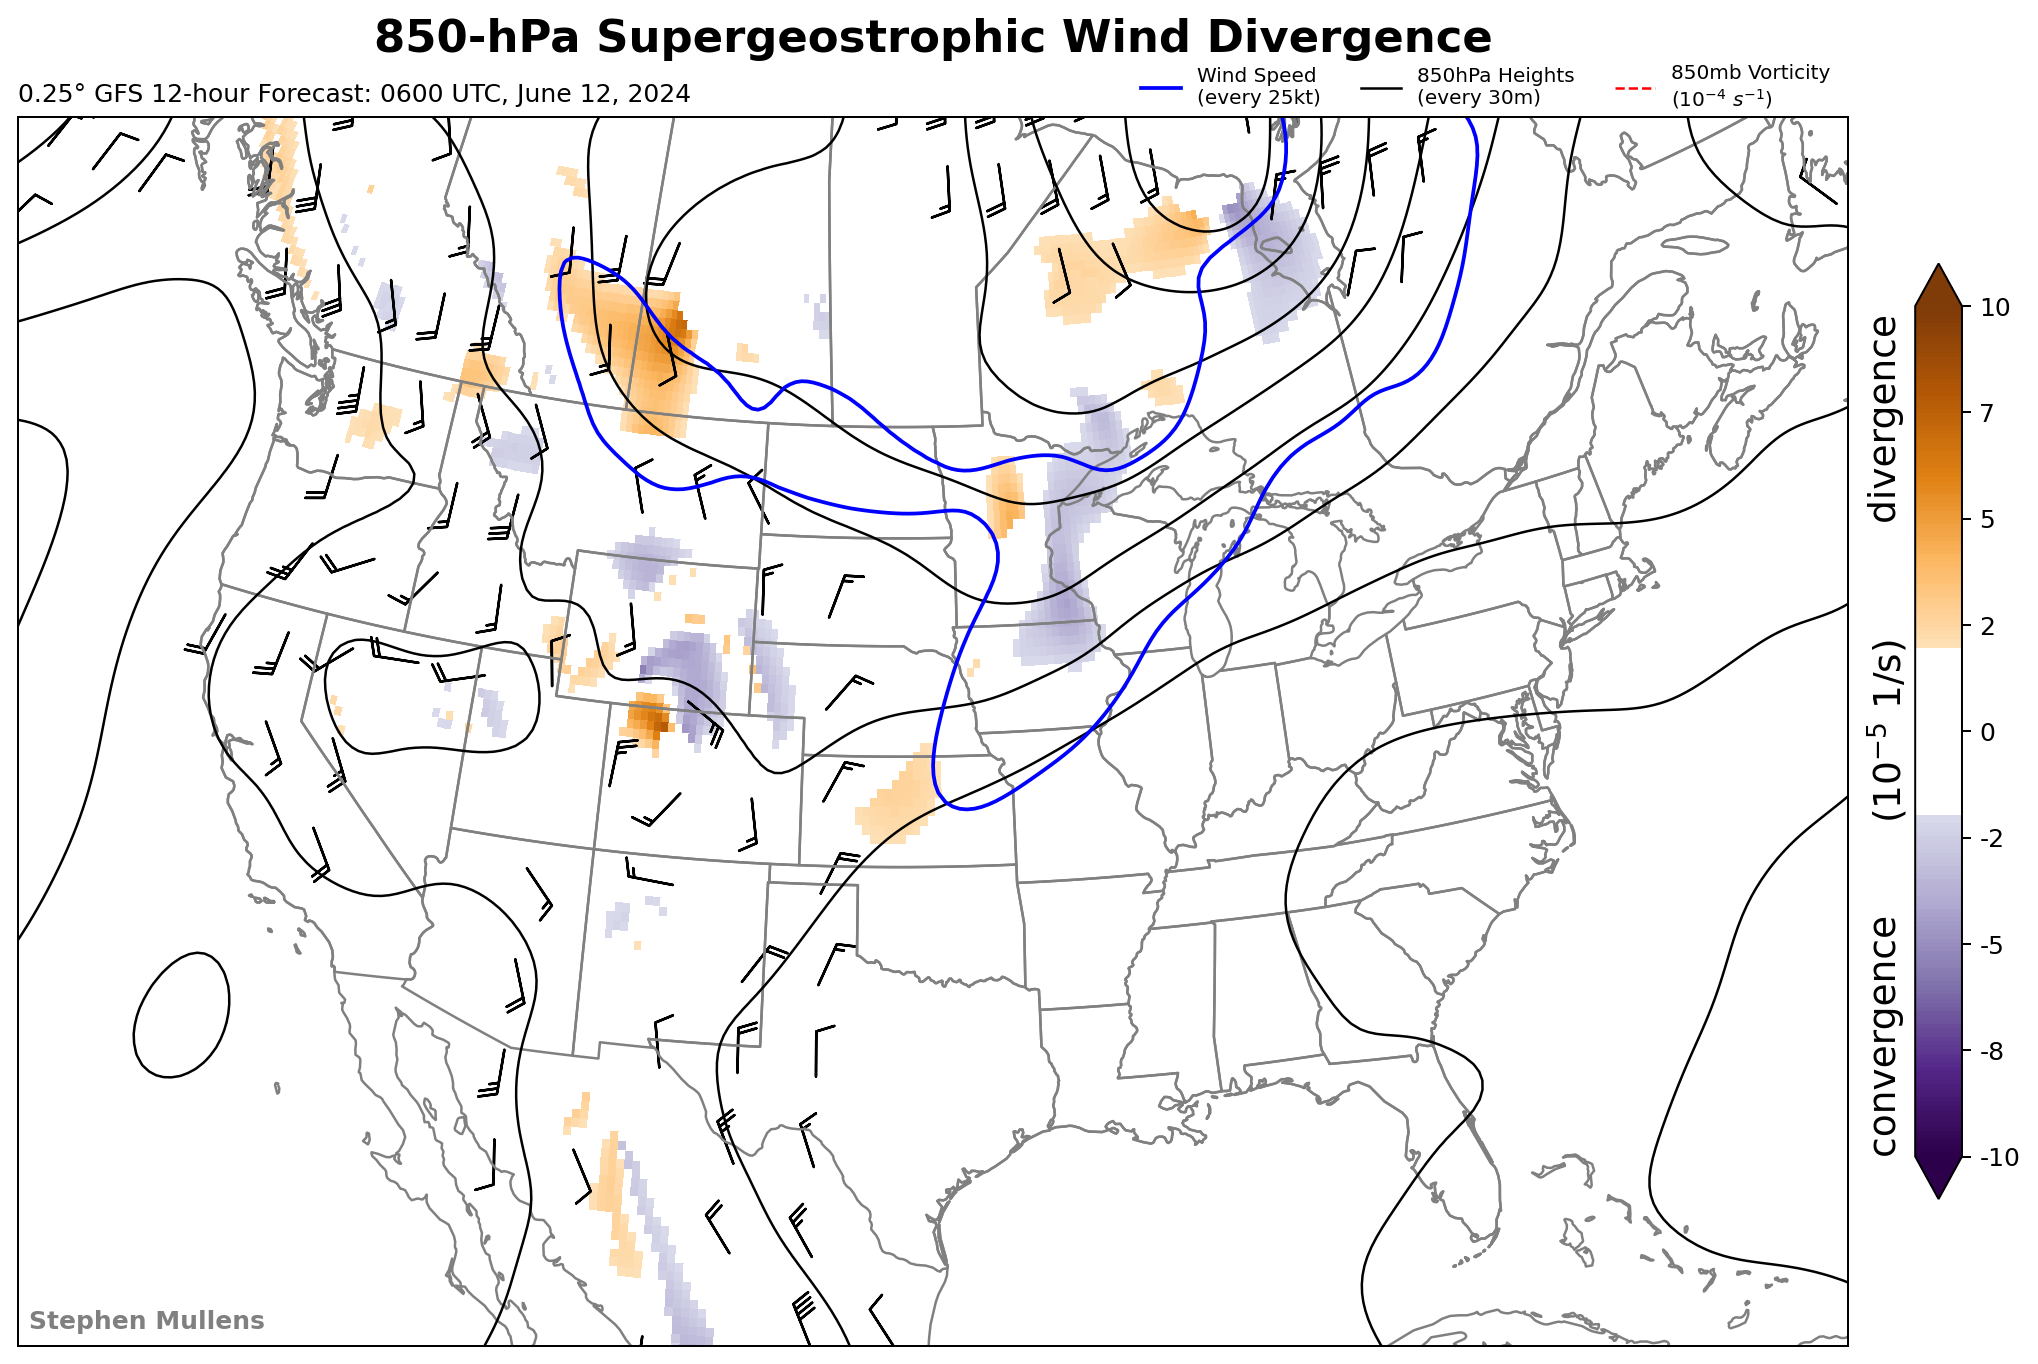 850-hPa Supergeostrophic Wind Divergence
0.25° GFS 12-hour Forecast: 0600 UTC, June 12, 2024
Wind Speed
(every 25kt)
850hPa Heights
(every 30m)
850mb Vorticity
(10⁻⁴ s⁻¹)
divergence
(10⁻⁵ 1/s)
convergence
10
7
5
2
0
-2
-5
-8
-10
Stephen Mullens